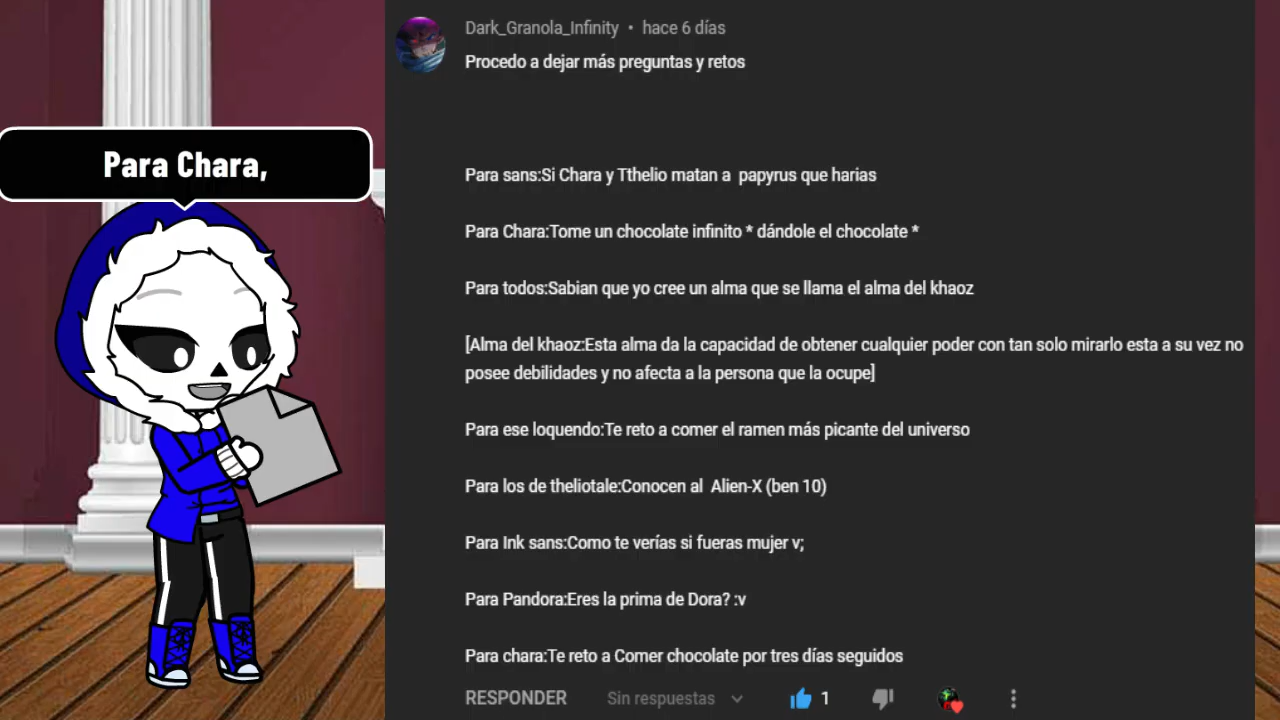 Dark_Granola_Infinity • hace 6 días
Procedo a dejar más preguntas y retos
Para Chara,
Para sans:Si Chara y Tthelio matan a papyrus que harias
Para Chara:Tome un chocolate infinito * dándole el chocolate *
Para todos:Sabian que yo cree un alma que se llama el alma del khaoz
[Alma del khaoz:Esta alma da la capacidad de obtener cualquier poder con tan solo mirarlo esta a su vez no
posee debilidades y no afecta a la persona que la ocupe]
Para ese loquendo:Te reto a comer el ramen más picante del universo
Para los de theliotale:Conocen al Alien-X (ben 10)
Para Ink sans:Como te verías si fueras mujer v;
Para Pandora:Eres la prima de Dora? :v
Para chara:Te reto a Comer chocolate por tres días seguidos
RESPONDER Sin respuestas 1